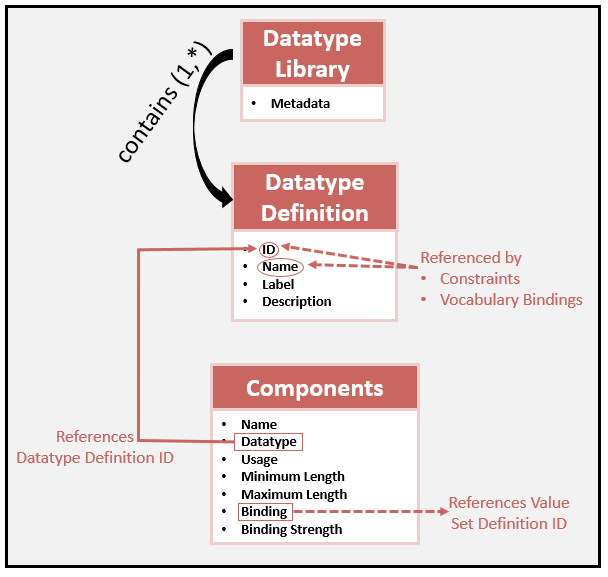 Datatype
Library
• Metadata
contains (1,*)
Datatype
Definition
• ID
• Name
• Label
• Description
Referenced by
• Constraints
• Vocabulary Bindings
Components
• Name
• Datatype
• Usage
• Minimum Length
• Maximum Length
• Binding
• Binding Strength
References
Datatype Definition ID
References Value
Set Definition ID